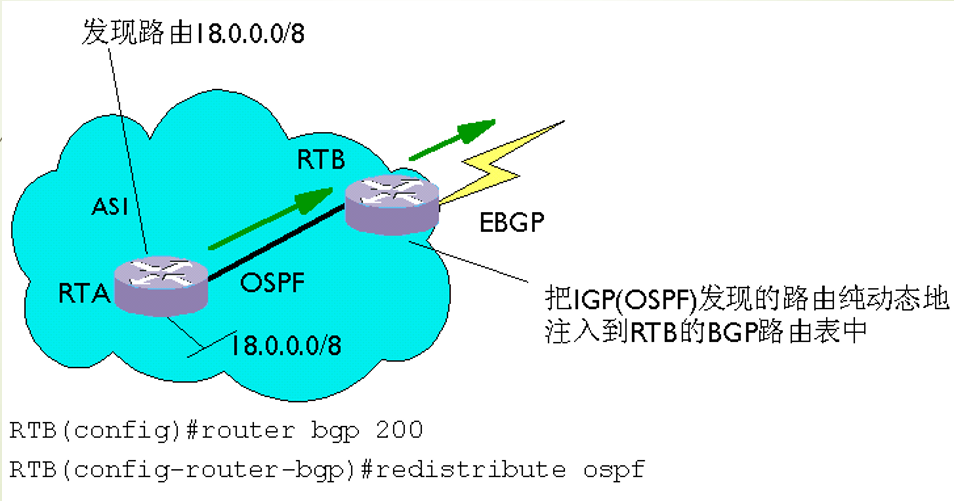 发现路由18.0.0.0/8
RTB
AS1
EBGP
RTA
OSPF
18.0.0.0/8
把IGP(OSPF)发现的路由纯动态地
注入到RTB的BGP路由表中
RTB(config)#router bgp 200
RTB(config-router-bgp)#redistribute ospf